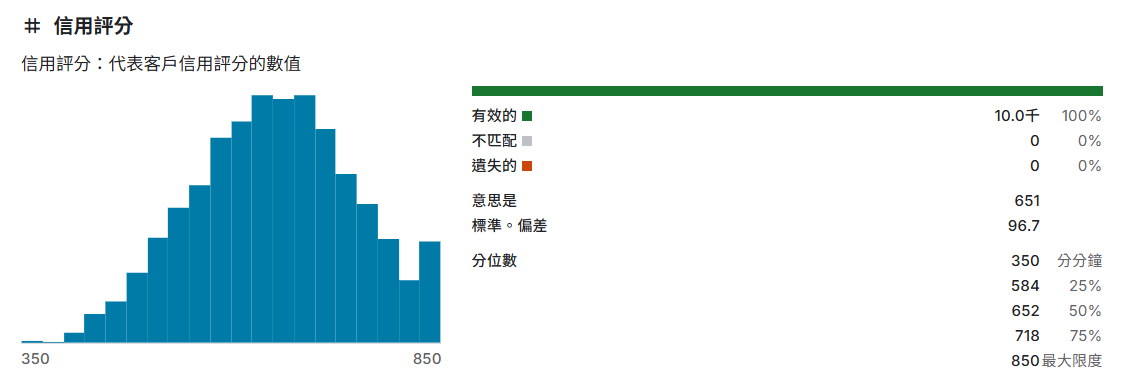 # 信用評分
信用評分：代表客戶信用評分的數值
350 850
有效的 10.0千 100%
不匹配 0 0%
遺失的 0 0%
意思是 651
標準。偏差 96.7
分位數 350 分分鐘
584 25%
652 50%
718 75%
850 最大限度